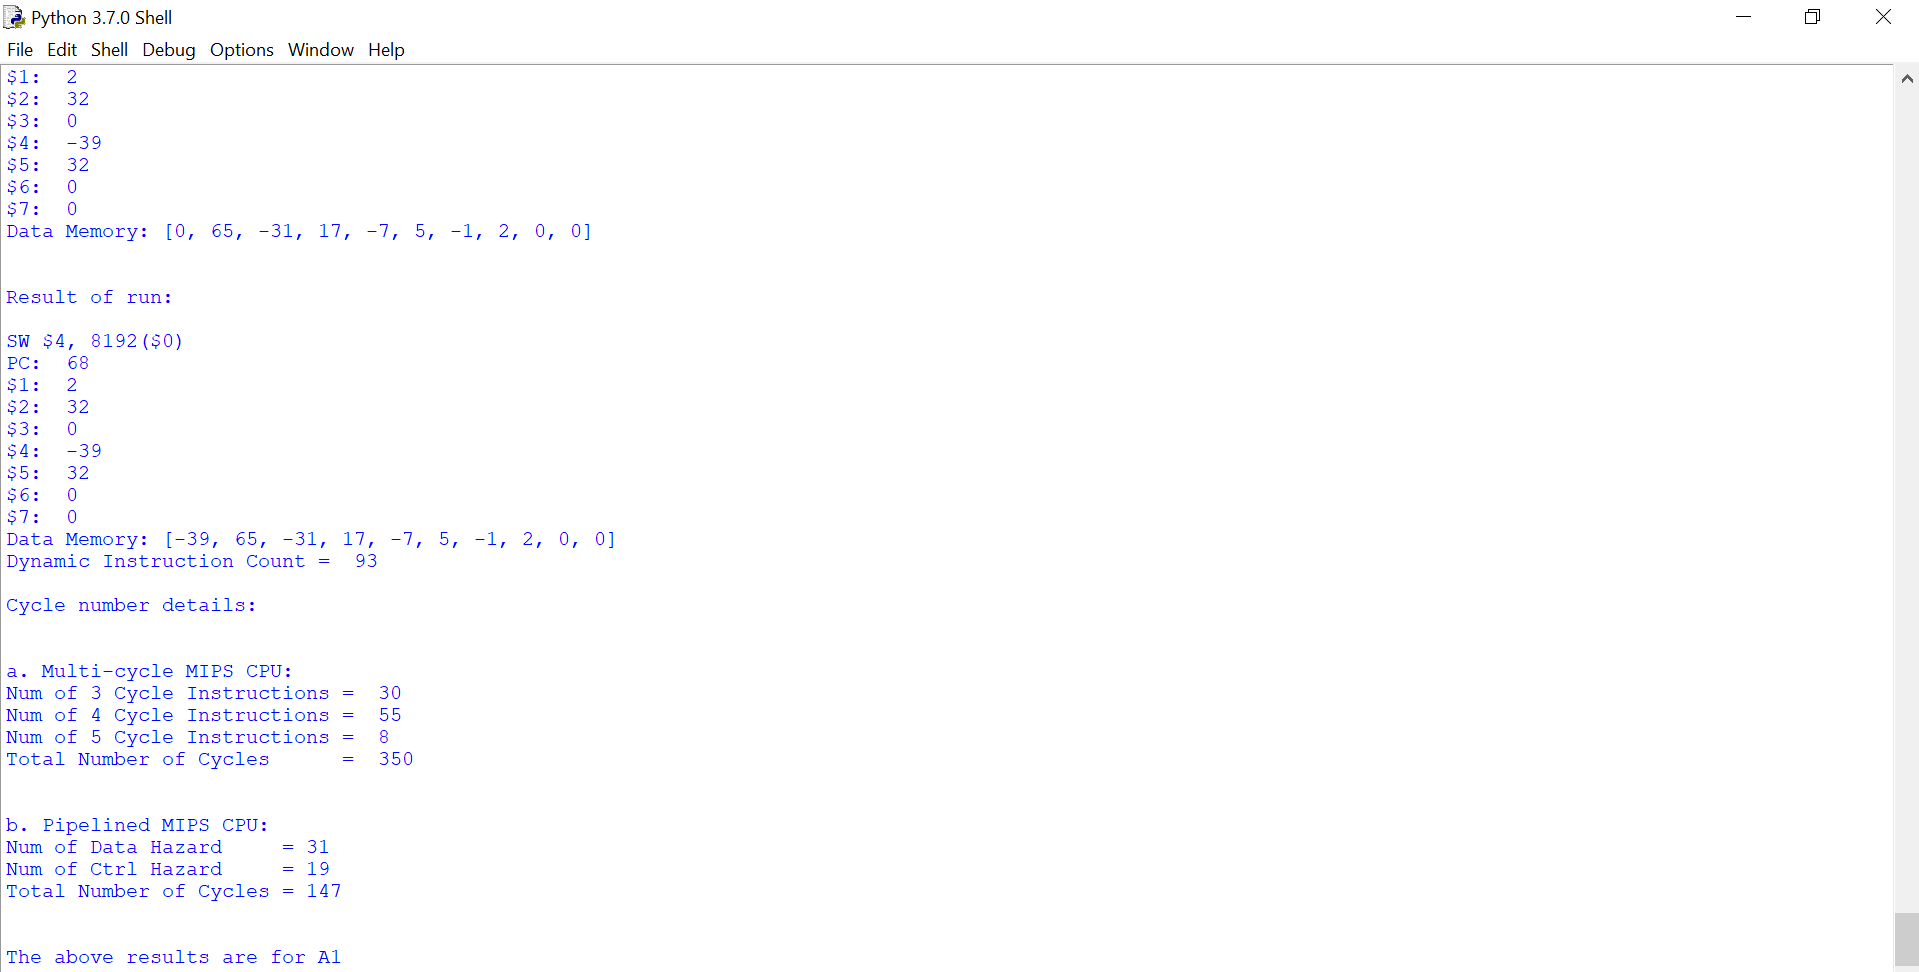 Python 3.7.0 Shell
File Edit Shell Debug Options Window Help
$1:  2
$2:  32
$3:  0
$4:  -39
$5:  32
$6:  0
$7:  0
Data Memory: [0, 65, -31, 17, -7, 5, -1, 2, 0, 0]
Result of run:
SW $4, 8192($0)
PC:  68
$1:  2
$2:  32
$3:  0
$4:  -39
$5:  32
$6:  0
$7:  0
Data Memory: [-39, 65, -31, 17, -7, 5, -1, 2, 0, 0]
Dynamic Instruction Count =  93
Cycle number details:
a. Multi-cycle MIPS CPU:
Num of 3 Cycle Instructions =  30
Num of 4 Cycle Instructions =  55
Num of 5 Cycle Instructions =  8
Total Number of Cycles      =  350
b. Pipelined MIPS CPU:
Num of Data Hazard     = 31
Num of Ctrl Hazard     = 19
Total Number of Cycles = 147
The above results are for A1